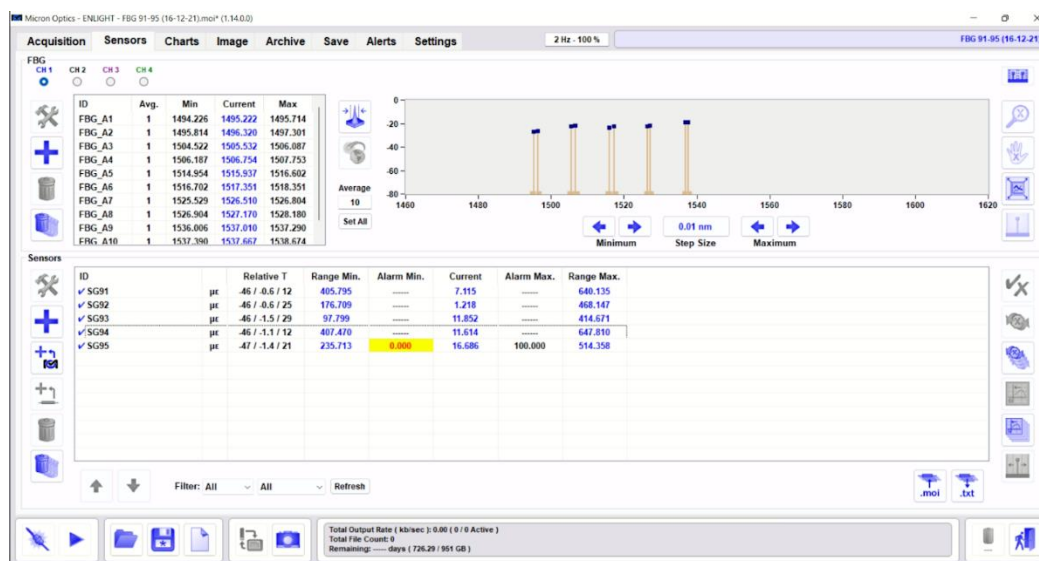 Micron Optics - ENLIGHT - FBG 91-95 (16-12-21).moi* (1.14.0.0)
Acquisition Sensors Charts Image Archive Save Alerts Settings 2 Hz - 100 % FBG 91-95 (16-12-21
FBG
CH 1 CH 2 CH 3 CH 4
ID Avg. Min Current Max
FBG_A1 1 1494.226 1495.222 1495.714
FBG_A2 1 1495.814 1496.320 1497.301
FBG_A3 1 1504.522 1505.532 1506.087
FBG_A4 1 1506.187 1506.754 1507.753
FBG_A5 1 1514.954 1515.937 1516.602
FBG_A6 1 1516.702 1517.351 1518.351
FBG_A7 1 1525.529 1526.510 1526.804
FBG_A8 1 1526.904 1527.170 1528.180
FBG_A9 1 1536.006 1537.010 1537.290
FBG_A10 1 1537.390 1537.667 1538.674
Average
10
Set All
0
-20
-40
-60
-80
1460 1480 1500 1520 1540 1560 1580 1600 1620
0.01 nm
Minimum Step Size Maximum
Sensors
ID Relative T Range Min. Alarm Min. Current Alarm Max. Range Max.
SG91 µε -46 / -0.6 / 12 405.795 ------ 7.115 ------ 640.135
SG92 µε -46 / -0.6 / 25 176.709 ------ 1.218 ------ 468.147
SG93 µε -46 / -1.5 / 29 97.799 ------ 11.852 ------ 414.671
SG94 µε -46 / -1.1 / 12 407.470 ------ 11.614 ------ 647.810
SG95 µε -47 / -1.4 / 21 235.713 0.000 16.686 100.000 514.358
Filter: All All Refresh
.moi .txt
Total Output Rate ( kb/sec ): 0.00 ( 0 / 0 Active )
Total File Count: 0
Remaining: ---- days ( 726.29 / 951 GB )